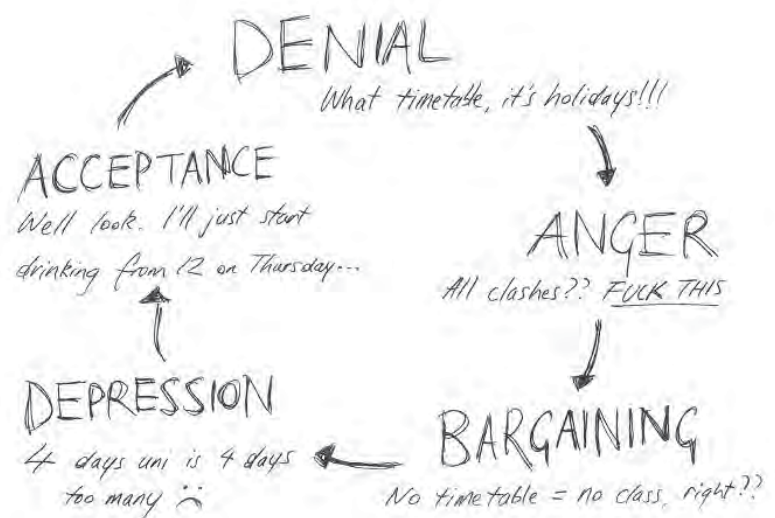 DENIAL
What timetable, it's holidays!!!
ANGER
All clashes?? FUCK THIS
BARGAINING
No timetable = no class, right??
DEPRESSION
4 days uni is 4 days
too many :(
ACCEPTANCE
Well look. I'll just start
drinking from 12 on Thursday...